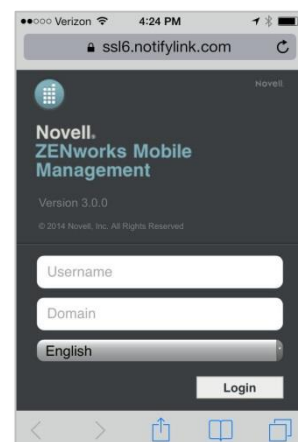 Verizon 4:24 PM
ssl6.notifylink.com
Novell
Novell.
ZENworks Mobile
Management
Version 3.0.0
© 2014 Novell, Inc. All Rights Reserved
Username
Domain
English
Login